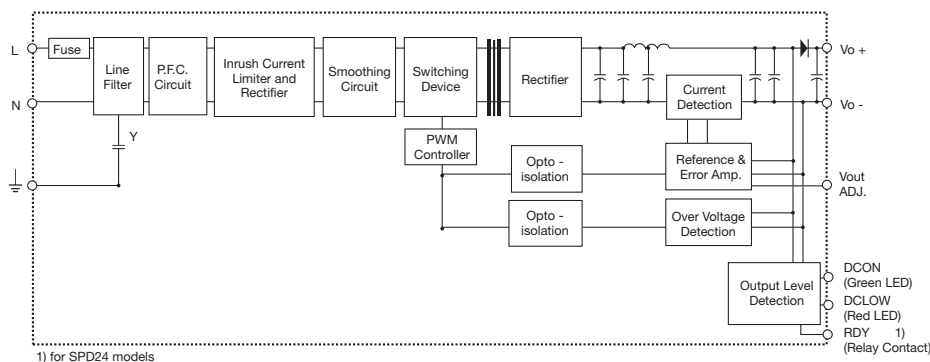 L
Fuse
Line
Filter
P.F.C.
Circuit
Inrush Current
Limiter and
Rectifier
Smoothing
Circuit
Switching
Device
Rectifier
Current
Detection
Vo +
N
Vo -
Y
PWM
Controller
Opto -
isolation
Reference &
Error Amp.
Vout
ADJ.
Opto -
isolation
Over Voltage
Detection
Output Level
Detection
DCON
(Green LED)
DCLOW
(Red LED)
RDY 1)
(Relay Contact)
1) for SPD24 models